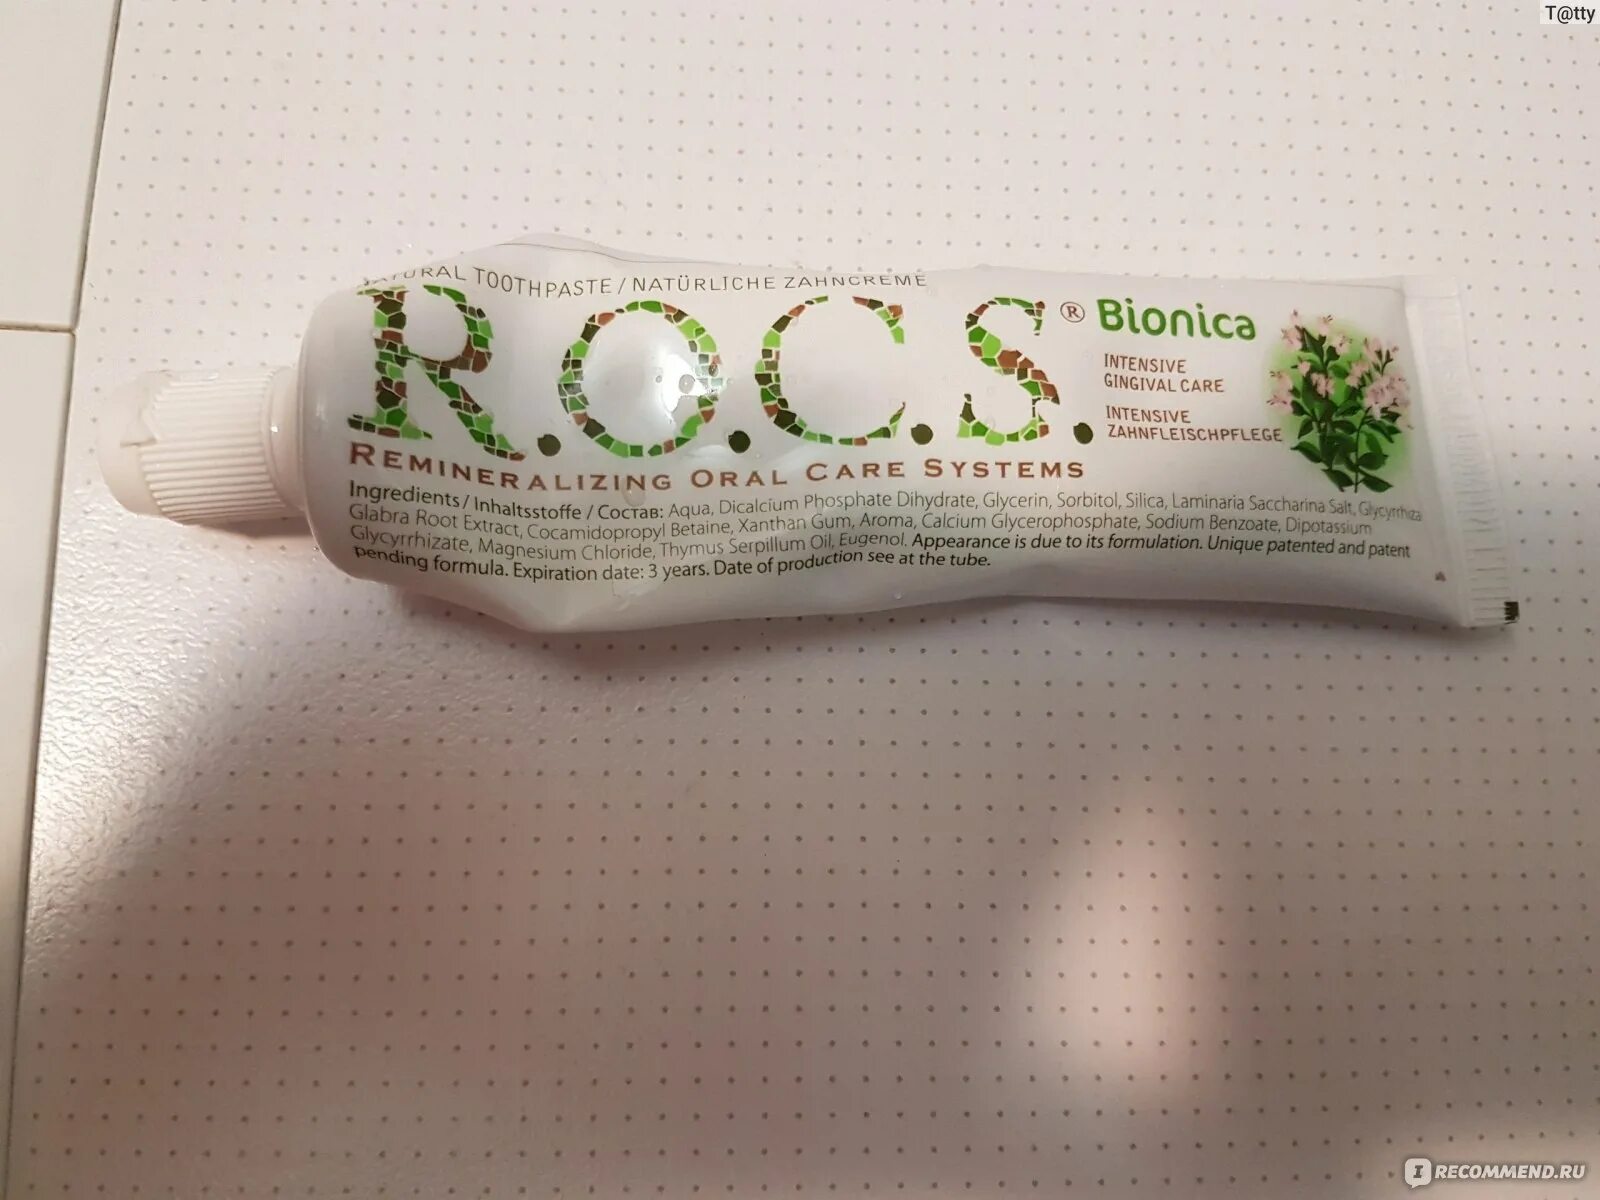 T@tty
NATURAL TOOTHPASTE / NATÜRLICHE ZAHNCREME
R.O.C.S.® Bionica
INTENSIVE
GINGIVAL CARE
INTENSIVE
ZAHNFLEISCHPFLEGE
REMINERALIZING ORAL CARE SYSTEMS
Ingredients / Inhaltsstoffe / Состав: Aqua, Dicalcium Phosphate Dihydrate, Glycerin, Sorbitol, Silica, Laminaria Saccharina Salt, Glycyrrhiza
Glabra Root Extract, Cocamidopropyl Betaine, Xanthan Gum, Aroma, Calcium Glycerophosphate, Sodium Benzoate, Dipotassium
Glycyrrhizate, Magnesium Chloride, Thymus Serpillum Oil, Eugenol. Appearance is due to its formulation. Unique patented and patent
pending formula. Expiration date: 3 years. Date of production see at the tube.
IRECOMMEND.RU